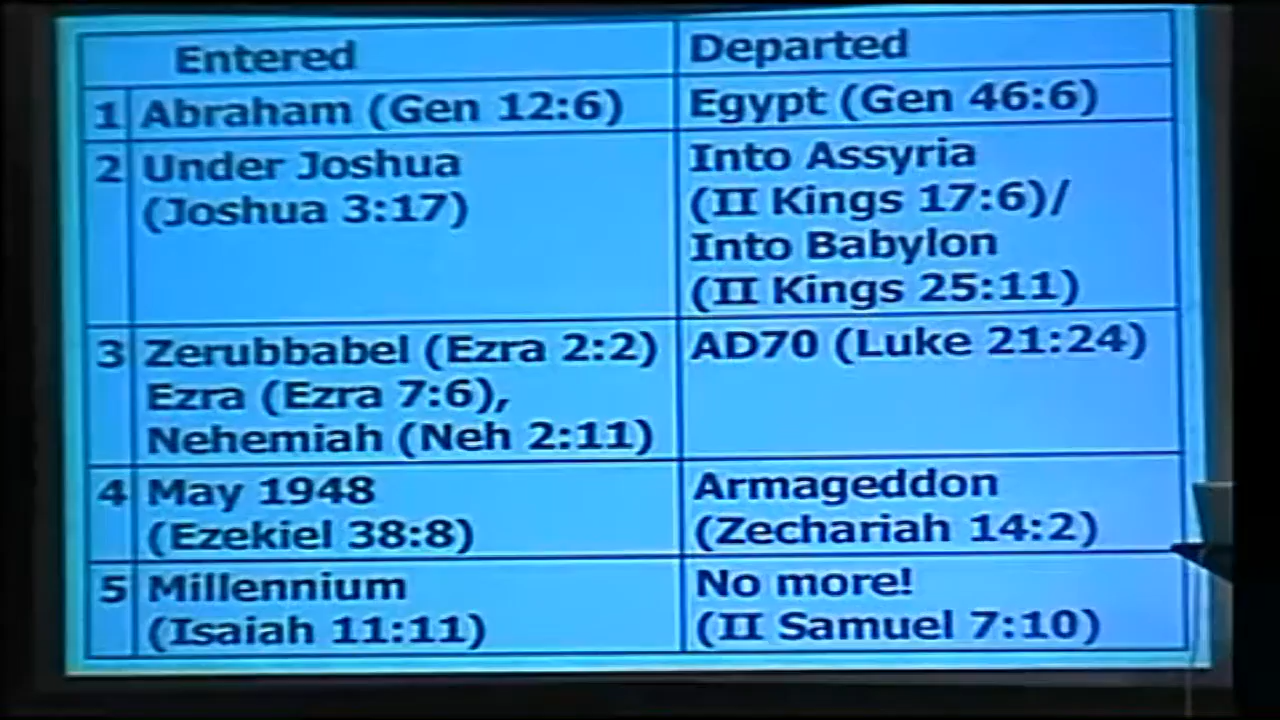 Entered
Departed
1 Abraham (Gen 12:6)
Egypt (Gen 46:6)
2 Under Joshua
(Joshua 3:17)
Into Assyria
(II Kings 17:6)/
Into Babylon
(II Kings 25:11)
3 Zerubbabel (Ezra 2:2)
Ezra (Ezra 7:6),
Nehemiah (Neh 2:11)
AD70 (Luke 21:24)
4 May 1948
(Ezekiel 38:8)
Armageddon
(Zechariah 14:2)
5 Millennium
(Isaiah 11:11)
No more!
(II Samuel 7:10)